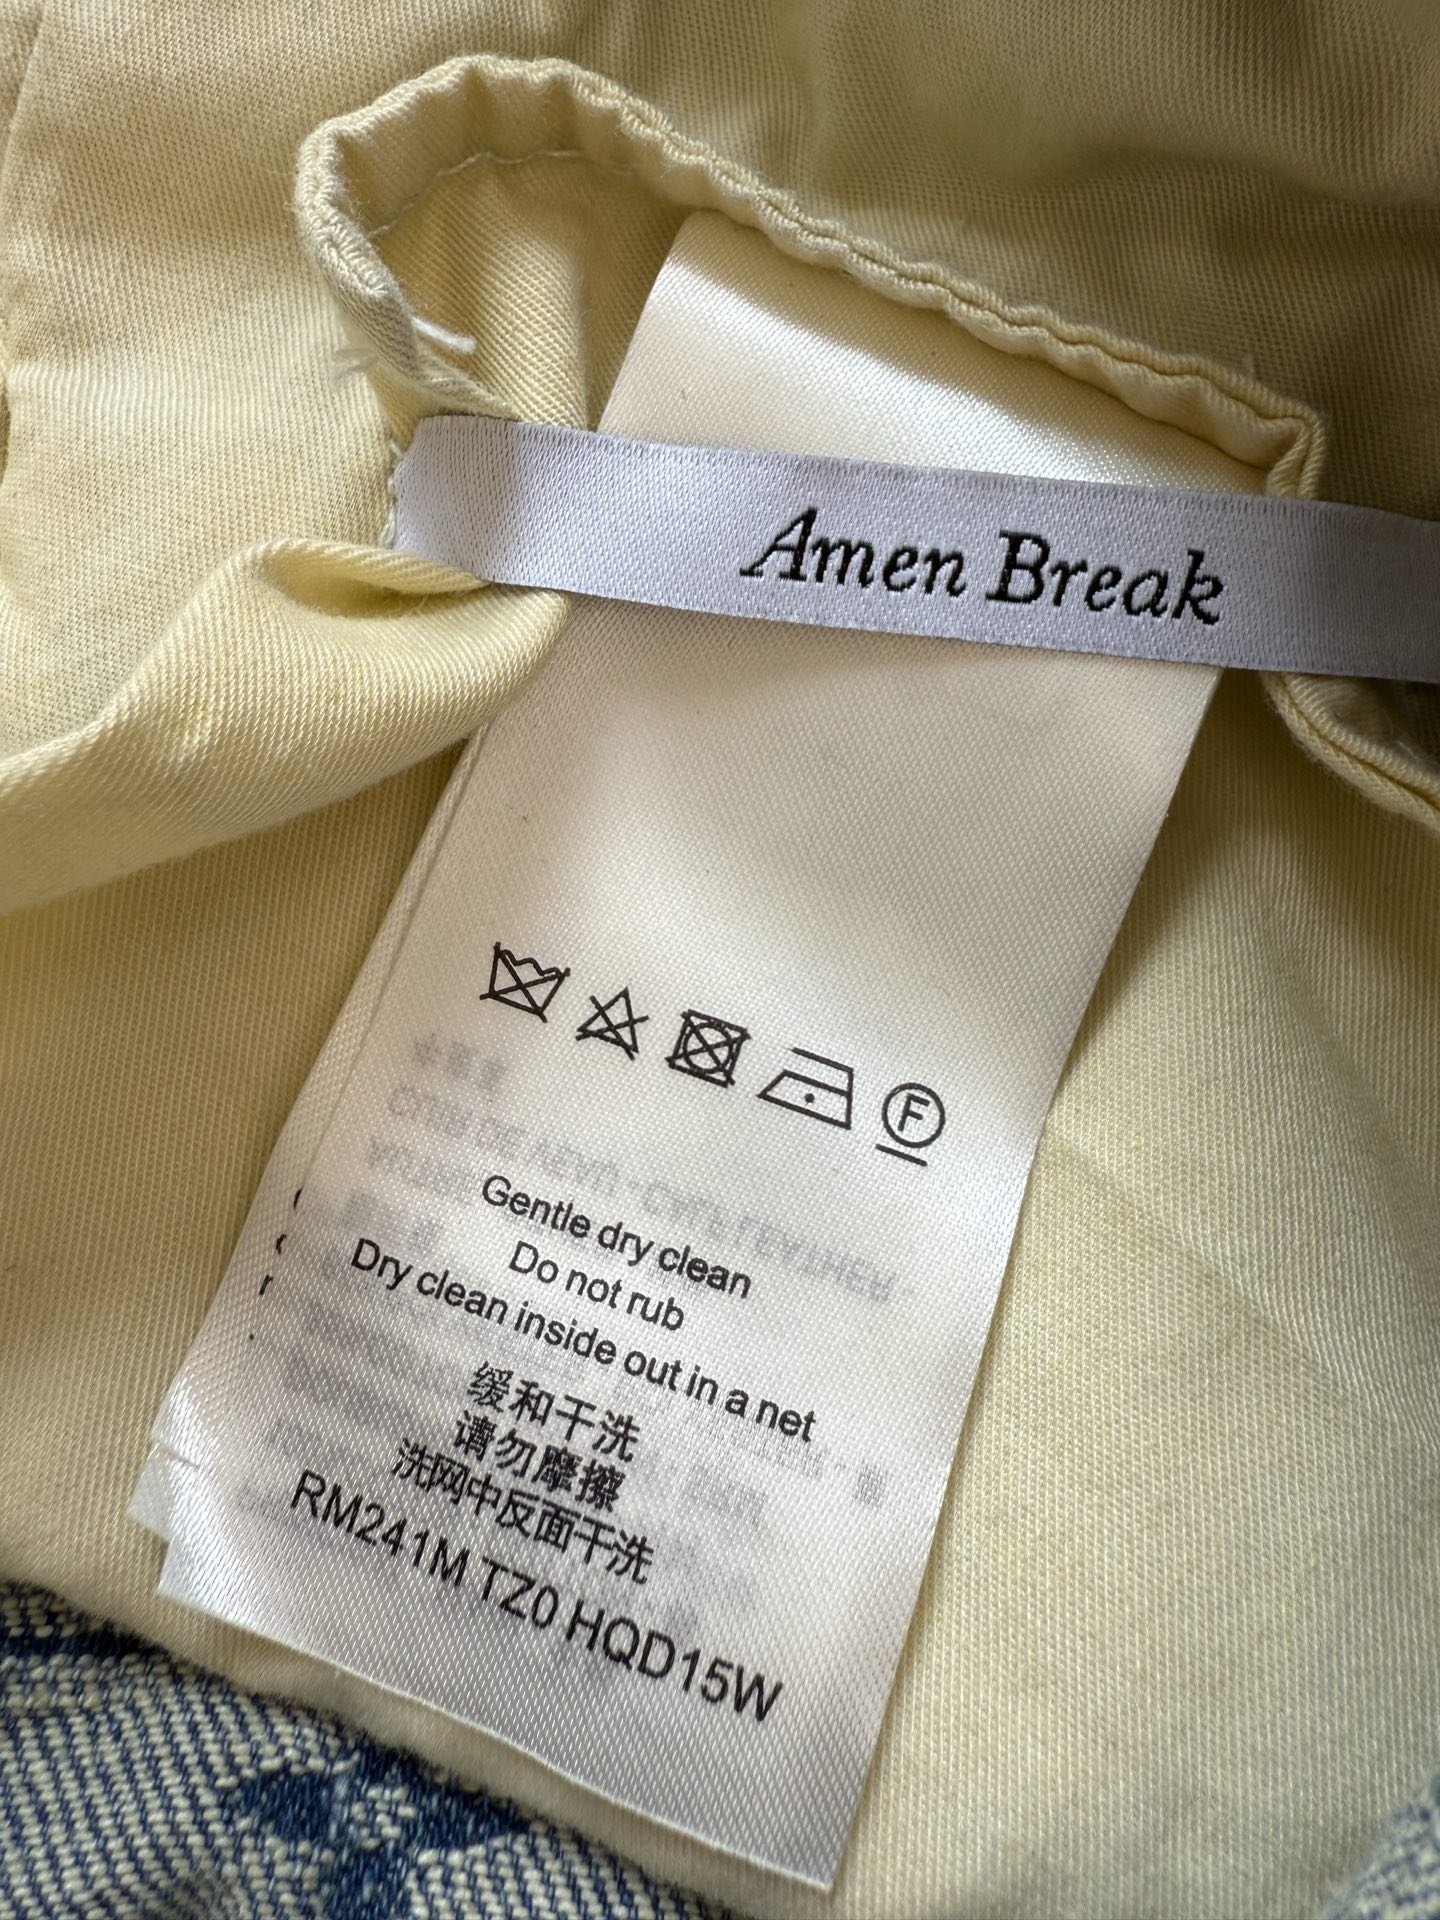 Amen Break
F
Gentle dry clean
Do not rub
Dry clean inside out in a net
缓和干洗
请勿摩擦
洗网中反面干洗
RM241M TZ0 HQD15W